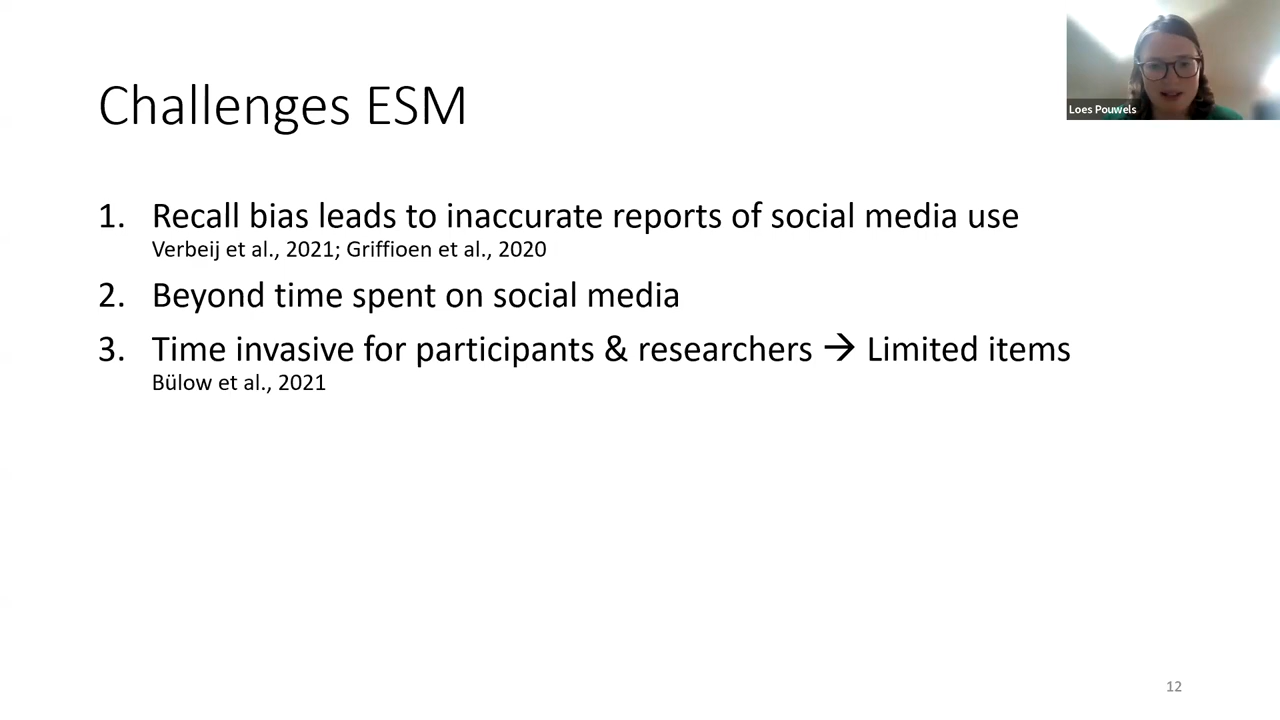 Challenges ESM
Loes Pouwels
1. Recall bias leads to inaccurate reports of social media use
Verbeij et al., 2021; Griffioen et al., 2020
2. Beyond time spent on social media
3. Time invasive for participants & researchers → Limited items
Bülow et al., 2021
12